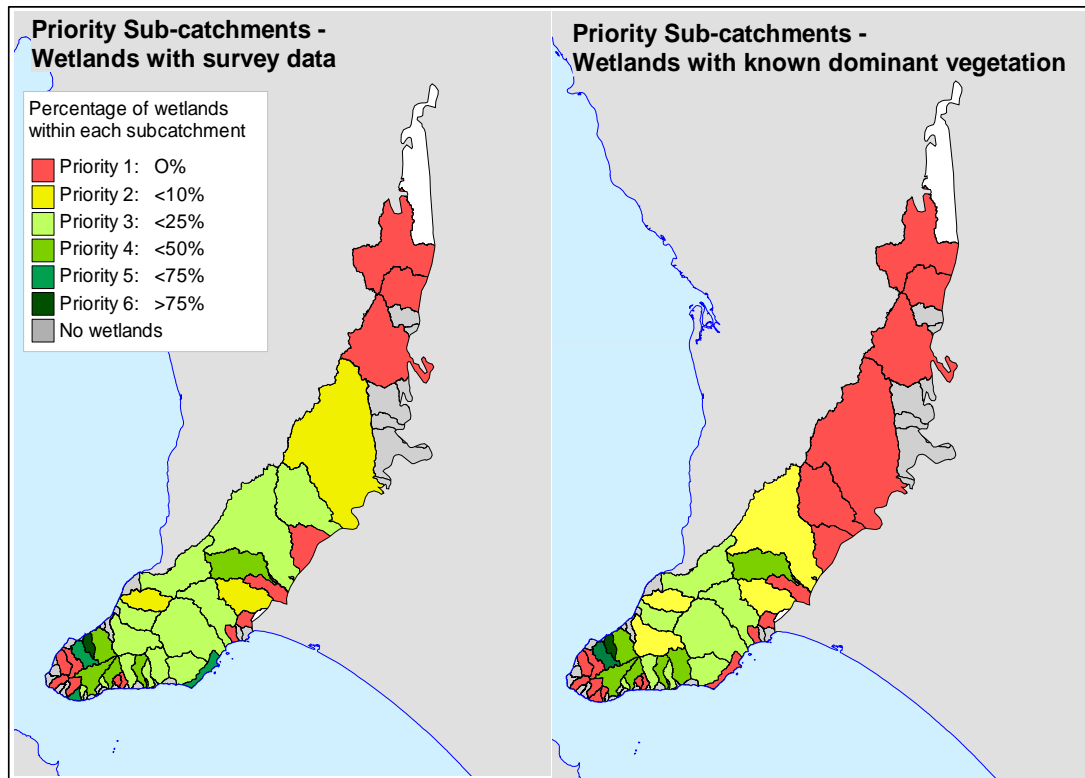 Priority Sub-catchments -
Wetlands with survey data
Percentage of wetlands
within each subcatchment
Priority 1: O%
Priority 2: <10%
Priority 3: <25%
Priority 4: <50%
Priority 5: <75%
Priority 6: >75%
No wetlands
Priority Sub-catchments -
Wetlands with known dominant vegetation